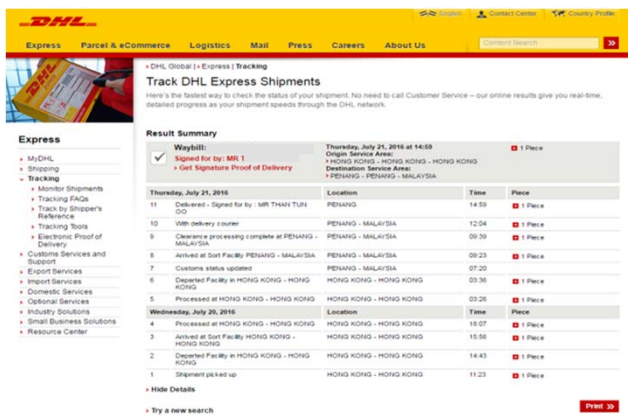 DHL
English Contact Center Country Profile
Express Parcel & eCommerce Logistics Mail Press Careers About Us
Content Search
DHL Global | Express | Tracking
Track DHL Express Shipments
Here's the fastest way to check the status of your shipment. No need to call Customer Service – our online results give you real-time,
detailed progress as your shipment speeds through the DHL network.
Express
MyDHL
Shipping
Tracking
Monitor Shipments
Tracking FAQs
Track by Shipper's
Reference
Tracking Tools
Electronic Proof of
Delivery
Customs Services and
Support
Export Services
Import Services
Domestic Services
Optional Services
Industry Solutions
Small Business Solutions
Resource Center
Result Summary
Waybill:
Signed for by: MR T
Get Signature Proof of Delivery
Thursday, July 21, 2016 at 14:59
Origin Service Area:
HONG KONG - HONG KONG - HONG KONG
Destination Service Area:
PENANG - PENANG - MALAYSIA
1 Piece
Thursday, July 21, 2016 Location Time Piece
11 Delivered - Signed for by : MR THAN TUN PENANG 14:59 1 Piece
OO
10 With delivery courier PENANG - MALAYSIA 12:04 1 Piece
9 Clearance processing complete at PENANG - PENANG - MALAYSIA 09:39 1 Piece
MALAYSIA
8 Arrived at Sort Facility PENANG - MALAYSIA PENANG - MALAYSIA 09:23 1 Piece
7 Customs status updated PENANG - MALAYSIA 07:20
6 Departed Facility in HONG KONG - HONG HONG KONG - HONG KONG 03:36 1 Piece
KONG
5 Processed at HONG KONG - HONG KONG HONG KONG - HONG KONG 03:26 1 Piece
Wednesday, July 20, 2016 Location Time Piece
4 Processed at HONG KONG - HONG KONG HONG KONG - HONG KONG 18:07 1 Piece
3 Arrived at Sort Facility HONG KONG - HONG KONG - HONG KONG 15:56 1 Piece
HONG KONG
2 Departed Facility in HONG KONG - HONG HONG KONG - HONG KONG 14:43 1 Piece
KONG
1 Shipment picked up HONG KONG - HONG KONG 11:23 1 Piece
Hide Details
Try a new search
Print